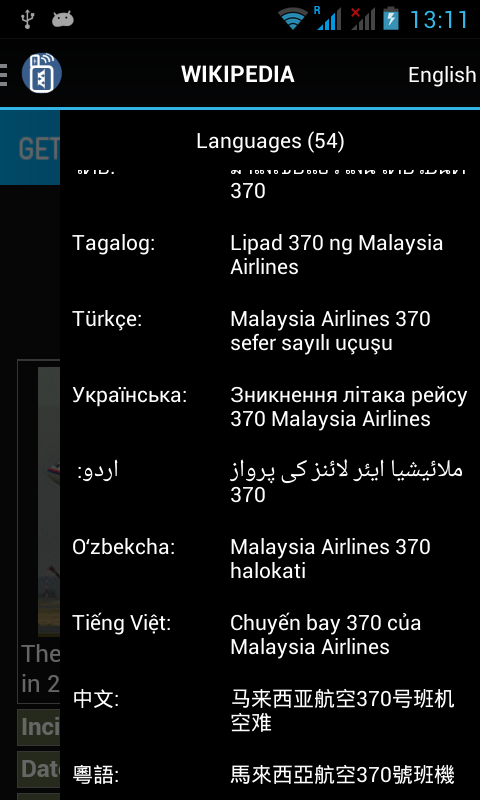 R
13:11
WIKIPEDIA
English
GET
Languages (54)
370
Tagalog:
Lipad 370 ng Malaysia
Airlines
Türkçe:
Malaysia Airlines 370
sefer sayılı uçuşu
Українська:
Зникнення літака рейсу
370 Malaysia Airlines
اردو:
ملائیشیا ایئر لائنز کی پرواز
370
Oʻzbekcha:
Malaysia Airlines 370
halokati
Tiếng Việt:
Chuyến bay 370 của
Malaysia Airlines
中文:
马来西亚航空370号班机
空难
粵語:
馬來西亞航空370號班機
The
in 2
Inci
Date